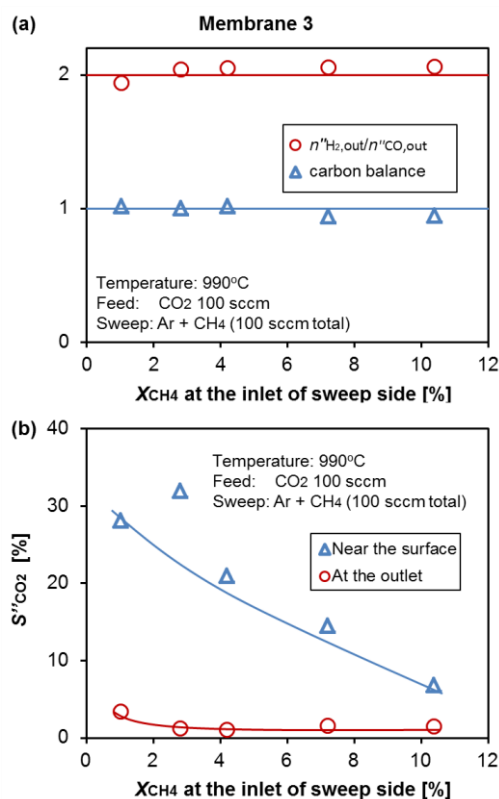 (a) Membrane 3
2
1
0
n"H2,out/n"CO,out
carbon balance
Temperature: 990oC
Feed: CO2 100 sccm
Sweep: Ar + CH4 (100 sccm total)
0 2 4 6 8 10 12
XCH4 at the inlet of sweep side [%]
(b)
40
30
20
10
0
S"CO2 [%]
Temperature: 990oC
Feed: CO2 100 sccm
Sweep: Ar + CH4 (100 sccm total)
Near the surface
At the outlet
0 2 4 6 8 10 12
XCH4 at the inlet of sweep side [%]